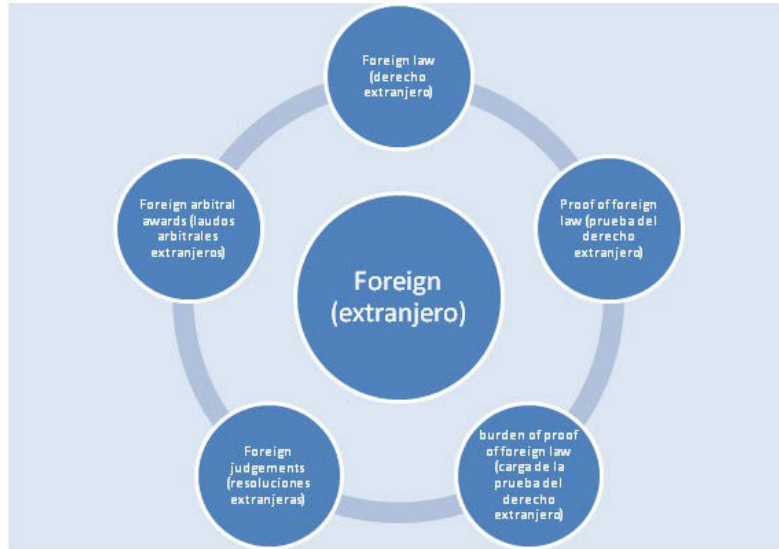 Foreign law
(derecho
extranjero)
Proof of foreign
law (prueba del
derecho
extranjero)
burden of proof
of foreign law
(carga de la
prueba del
derecho
extranjero)
Foreign
judgements
(resoluciones
extranjeras)
Foreign arbitral
awards (laudos
arbitrales
extranjeros)
Foreign
(extranjero)